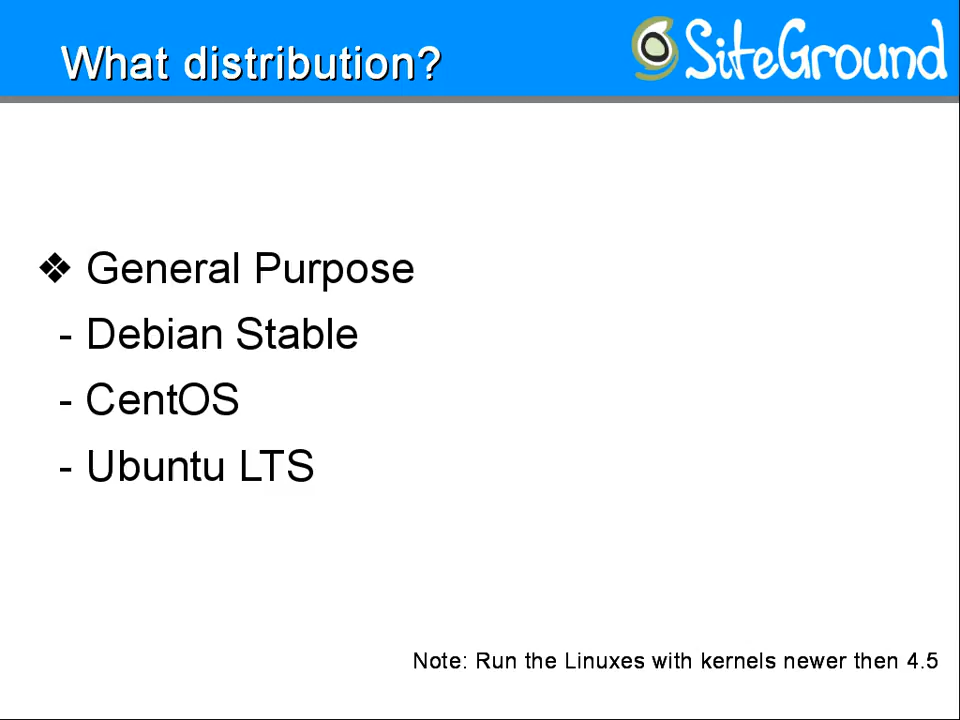 What distribution?
SiteGround
❖ General Purpose
- Debian Stable
- CentOS
- Ubuntu LTS
Note: Run the Linuxes with kernels newer then 4.5